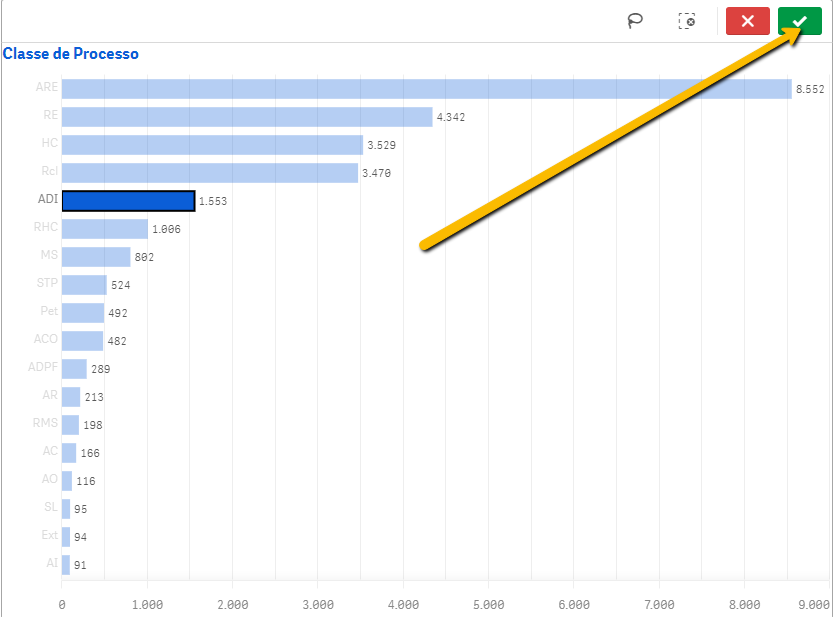 Classe de Processo
ARE 8.552
RE 4.342
HC 3.529
Rcl 3.470
ADI 1.553
RHC 1.006
MS 802
STP 524
Pet 492
ACO 482
ADPF 289
AR 213
RMS 198
AC 166
AO 116
SL 95
Ext 94
AI 91
0 1.000 2.000 3.000 4.000 5.000 6.000 7.000 8.000 9.000